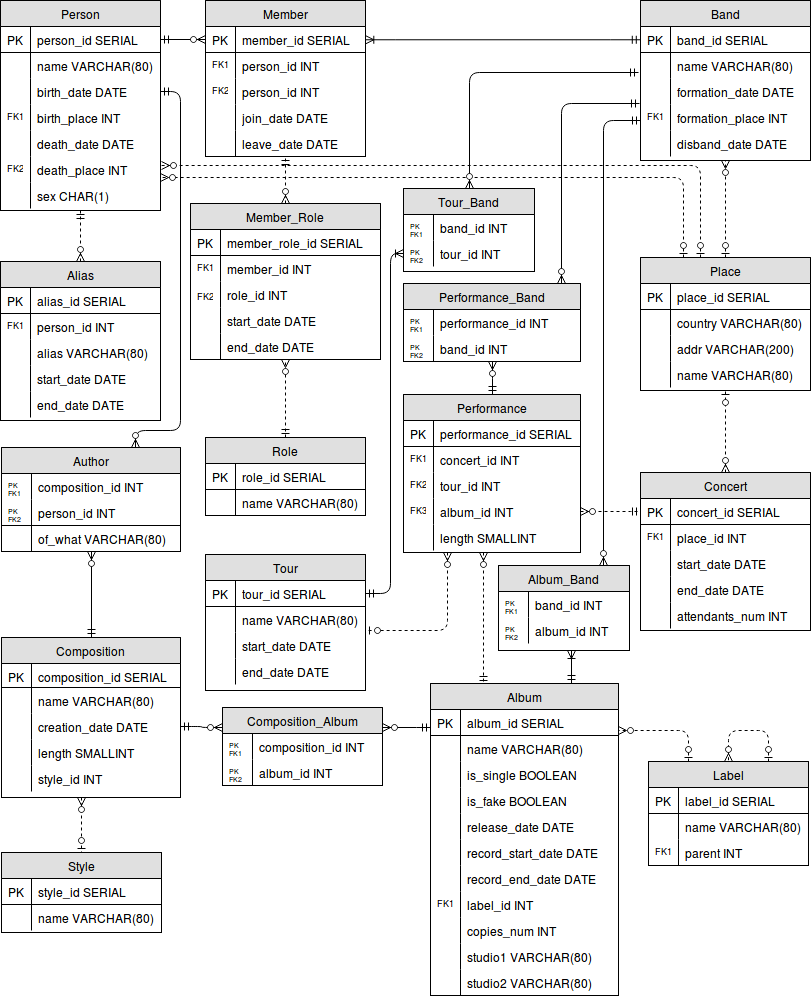 Person
PK person_id SERIAL
name VARCHAR(80)
birth_date DATE
FK1 birth_place INT
death_date DATE
FK2 death_place INT
sex CHAR(1)
Member
PK member_id SERIAL
FK1 person_id INT
FK2 person_id INT
join_date DATE
leave_date DATE
Band
PK band_id SERIAL
name VARCHAR(80)
formation_date DATE
FK1 formation_place INT
disband_date DATE
Tour_Band
PK FK1 band_id INT
PK FK2 tour_id INT
Member_Role
PK member_role_id SERIAL
FK1 member_id INT
FK2 role_id INT
start_date DATE
end_date DATE
Alias
PK alias_id SERIAL
FK1 person_id INT
alias VARCHAR(80)
start_date DATE
end_date DATE
Performance_Band
PK FK1 performance_id INT
PK FK2 band_id INT
Place
PK place_id SERIAL
country VARCHAR(80)
addr VARCHAR(200)
name VARCHAR(80)
Performance
PK performance_id SERIAL
FK1 concert_id INT
FK2 tour_id INT
FK3 album_id INT
length SMALLINT
Author
PK FK1 composition_id INT
PK FK2 person_id INT
of_what VARCHAR(80)
Role
PK role_id SERIAL
name VARCHAR(80)
Concert
PK concert_id SERIAL
FK1 place_id INT
start_date DATE
end_date DATE
attendants_num INT
Tour
PK tour_id SERIAL
name VARCHAR(80)
start_date DATE
end_date DATE
Album_Band
PK FK1 band_id INT
PK FK2 album_id INT
Composition
PK composition_id SERIAL
name VARCHAR(80)
creation_date DATE
length SMALLINT
style_id INT
Composition_Album
PK FK1 composition_id INT
PK FK2 album_id INT
Album
PK album_id SERIAL
name VARCHAR(80)
is_single BOOLEAN
is_fake BOOLEAN
release_date DATE
record_start_date DATE
record_end_date DATE
FK1 label_id INT
copies_num INT
studio1 VARCHAR(80)
studio2 VARCHAR(80)
Label
PK label_id SERIAL
name VARCHAR(80)
FK1 parent INT
Style
PK style_id SERIAL
name VARCHAR(80)